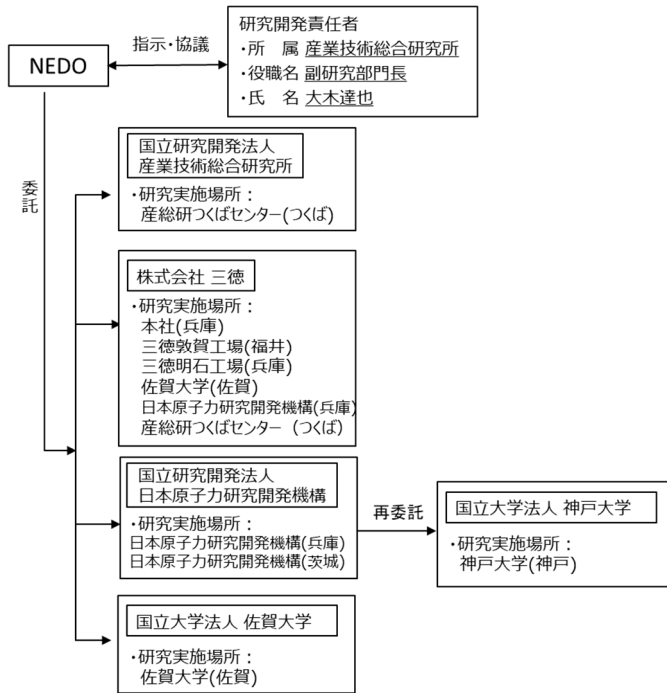 NEDO
指示・協議
研究開発責任者
・所　属 産業技術総合研究所
・役職名 副研究部門長
・氏　名 大木達也
委託
国立研究開発法人
産業技術総合研究所
・研究実施場所：
産総研つくばセンター(つくば)
株式会社 三徳
・研究実施場所：
本社(兵庫)
三徳敦賀工場(福井)
三徳明石工場(兵庫)
佐賀大学(佐賀)
日本原子力研究開発機構(兵庫)
産総研つくばセンター（つくば）
国立研究開発法人
日本原子力研究開発機構
・研究実施場所：
日本原子力研究開発機構(兵庫)
日本原子力研究開発機構(茨城)
再委託
国立大学法人 神戸大学
・研究実施場所：
神戸大学(神戸)
国立大学法人 佐賀大学
・研究実施場所：
佐賀大学(佐賀)